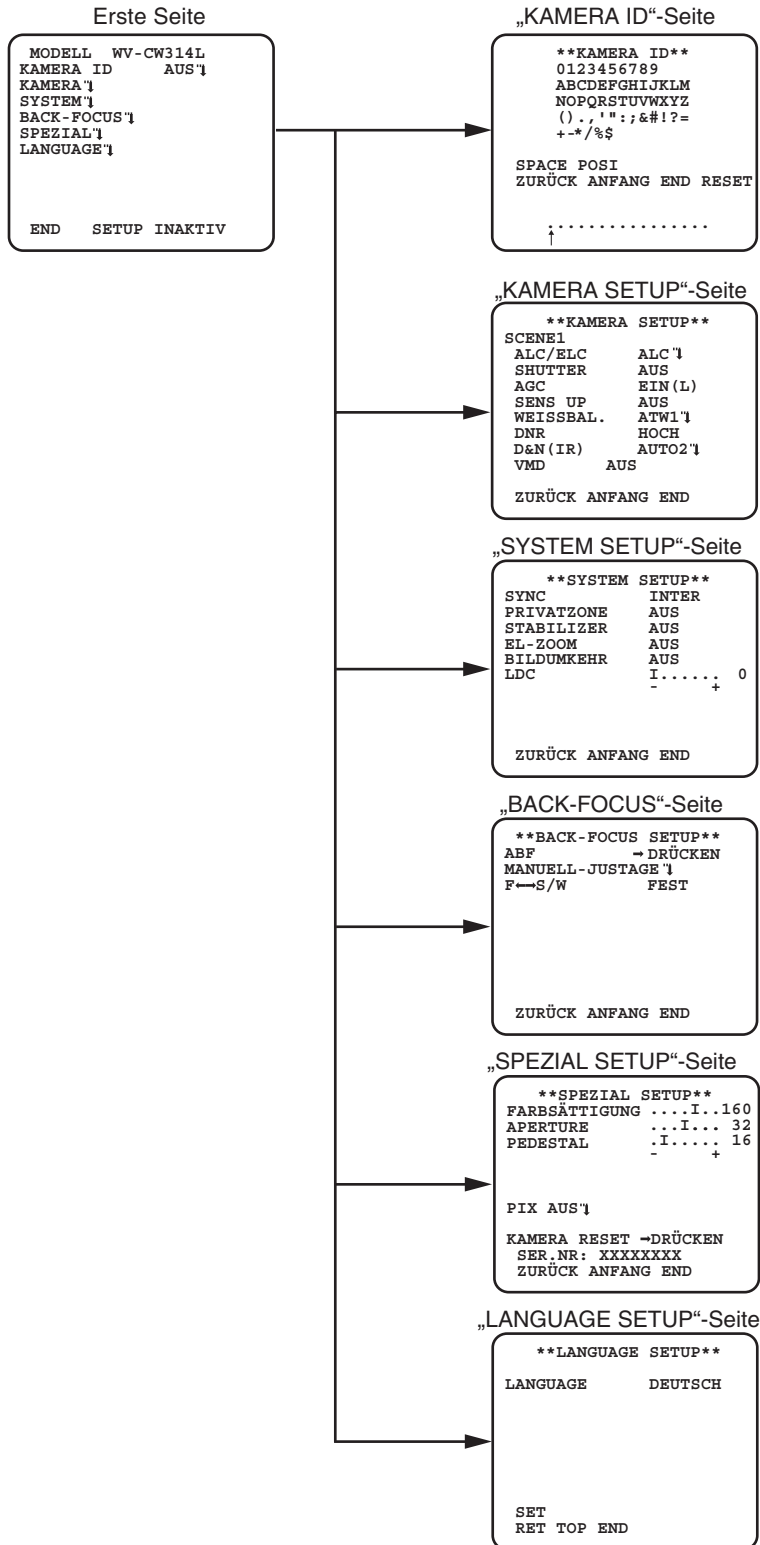 Erste Seite
MODELL WV-CW314L
KAMERA ID AUS
KAMERA
SYSTEM
BACK-FOCUS
SPEZIAL
LANGUAGE
END SETUP INAKTIV
„KAMERA ID“-Seite
**KAMERA ID**
0123456789
ABCDEFGHIJKLM
NOPQRSTUVWXYZ
().,'":;&#!?=
+-*/%$
SPACE POSI
ZURÜCK ANFANG END RESET
................
↑
„KAMERA SETUP“-Seite
**KAMERA SETUP**
SCENE1
ALC/ELC ALC
SHUTTER AUS
AGC EIN(L)
SENS UP AUS
WEISSBAL. ATW1
DNR HOCH
D&N(IR) AUTO2
VMD AUS
ZURÜCK ANFANG END
„SYSTEM SETUP“-Seite
**SYSTEM SETUP**
SYNC INTER
PRIVATZONE AUS
STABILIZER AUS
EL-ZOOM AUS
BILDUMKEHR AUS
LDC I...... 0
- +
ZURÜCK ANFANG END
„BACK-FOCUS“-Seite
**BACK-FOCUS SETUP**
ABF →DRÜCKEN
MANUELL-JUSTAGE
F←→S/W FEST
ZURÜCK ANFANG END
„SPEZIAL SETUP“-Seite
**SPEZIAL SETUP**
FARBSÄTTIGUNG ....I..160
APERTURE ...I... 32
PEDESTAL .I..... 16
- +
PIX AUS
KAMERA RESET →DRÜCKEN
SER.NR: XXXXXXXX
ZURÜCK ANFANG END
„LANGUAGE SETUP“-Seite
**LANGUAGE SETUP**
LANGUAGE DEUTSCH
SET
RET TOP END